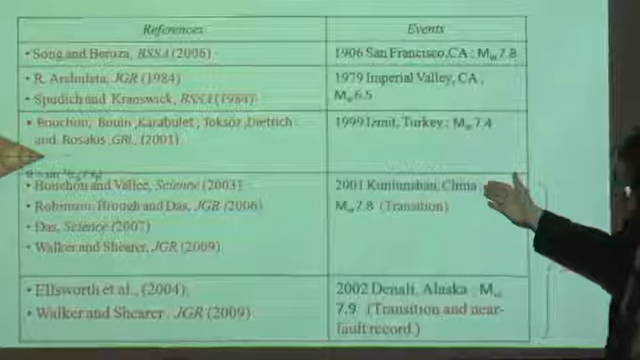 References
Events
• Song and Beroza, BSSA (2006)
1906 San Francisco,CA : Mw7.8
• R. Archuleta, JGR (1984)
• Spudich and Kranswick, BSSA (1984)
1979 Imperial Valley, CA ,
Mw6.5
• Bouchon, Bouin ,Karabulet , Toksöz ,Dietrich
and Rosakis GRL, (2001)
1999 Izmit, Turkey : Mw7.4
• Bouchon and Vallee, Science (2003)
• Robinson, Brough and Das, JGR (2006)
• Das, Science (2007)
• Walker and Shearer, JGR (2009)
2001 Kunlunshan, China
Mw7.8 (Transition)
• Ellsworth et al., (2004),
• Walker and Shearer , JGR (2009)
2002 Denali, Alaska : Mw
7.9 (Transition and near-
fault record.)